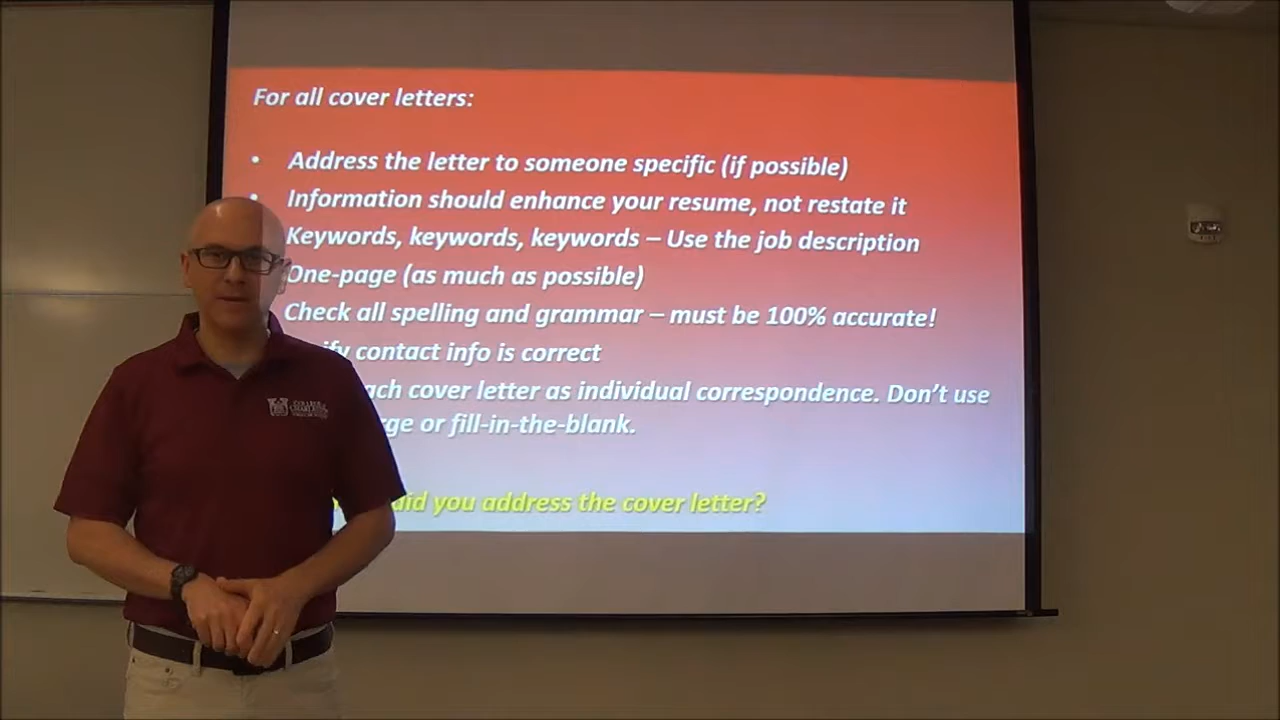 For all cover letters:
• Address the letter to someone specific (if possible)
• Information should enhance your resume, not restate it
Keywords, keywords, keywords – Use the job description
One-page (as much as possible)
Check all spelling and grammar – must be 100% accurate!
contact info is correct
cover letter as individual correspondence. Don't use
or fill-in-the-blank.
did you address the cover letter?
COLLEGE of
CHARLESTON